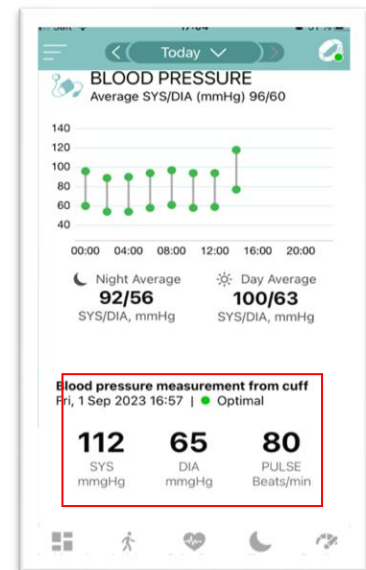 Today
BLOOD PRESSURE
Average SYS/DIA (mmHg) 96/60
140
120
100
80
60
40
00:00 04:00 08:00 12:00 16:00 20:00
Night Average Day Average
92/56 100/63
SYS/DIA, mmHg SYS/DIA, mmHg
Blood pressure measurement from cuff
Fri, 1 Sep 2023 16:57 | Optimal
112 65 80
SYS DIA PULSE
mmgHg mmgHg Beats/min